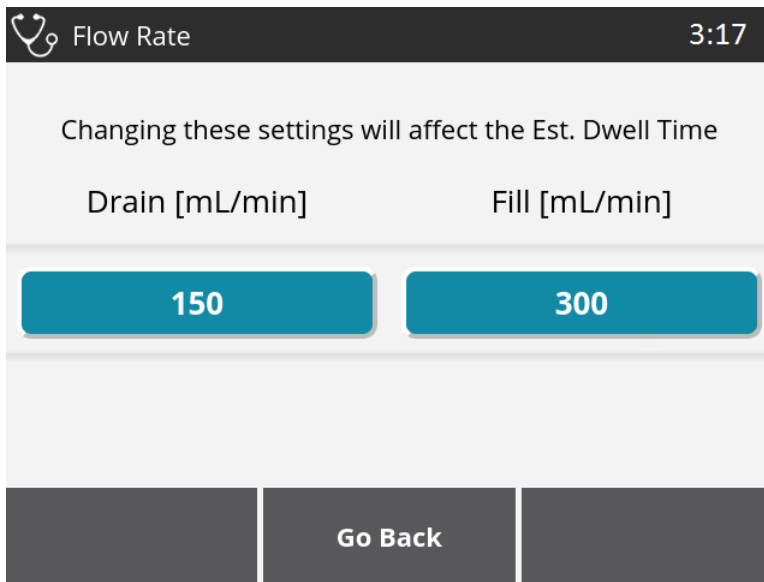 Flow Rate 3:17
Changing these settings will affect the Est. Dwell Time
Drain [mL/min] Fill [mL/min]
150 300
Go Back